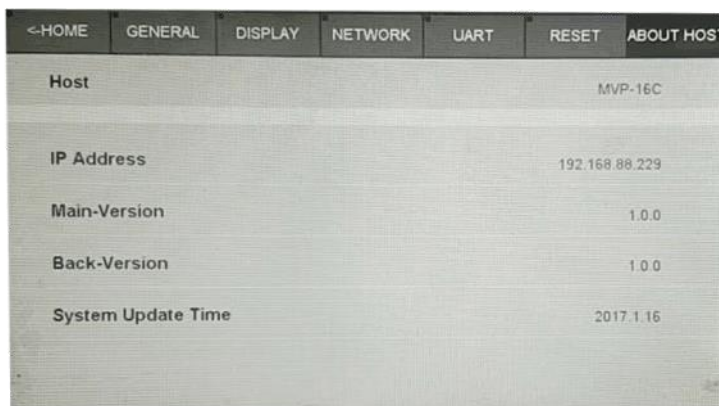 <-HOME GENERAL DISPLAY NETWORK UART RESET ABOUT HOST
Host MVP-16C
IP Address 192.168.88.229
Main-Version 1.0.0
Back-Version 1.0.0
System Update Time 2017.1.16